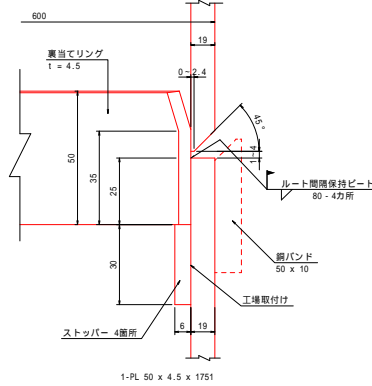 600
19
裏当てリング
t = 4.5
0~2.4
45°
50
35
25
1~4
ルート間隔保持ビート
80 - 4カ所
30
銅バンド
50 x 10
工場取付け
ストッパー 4箇所
6
19
1-PL 50 x 4.5 x 1751